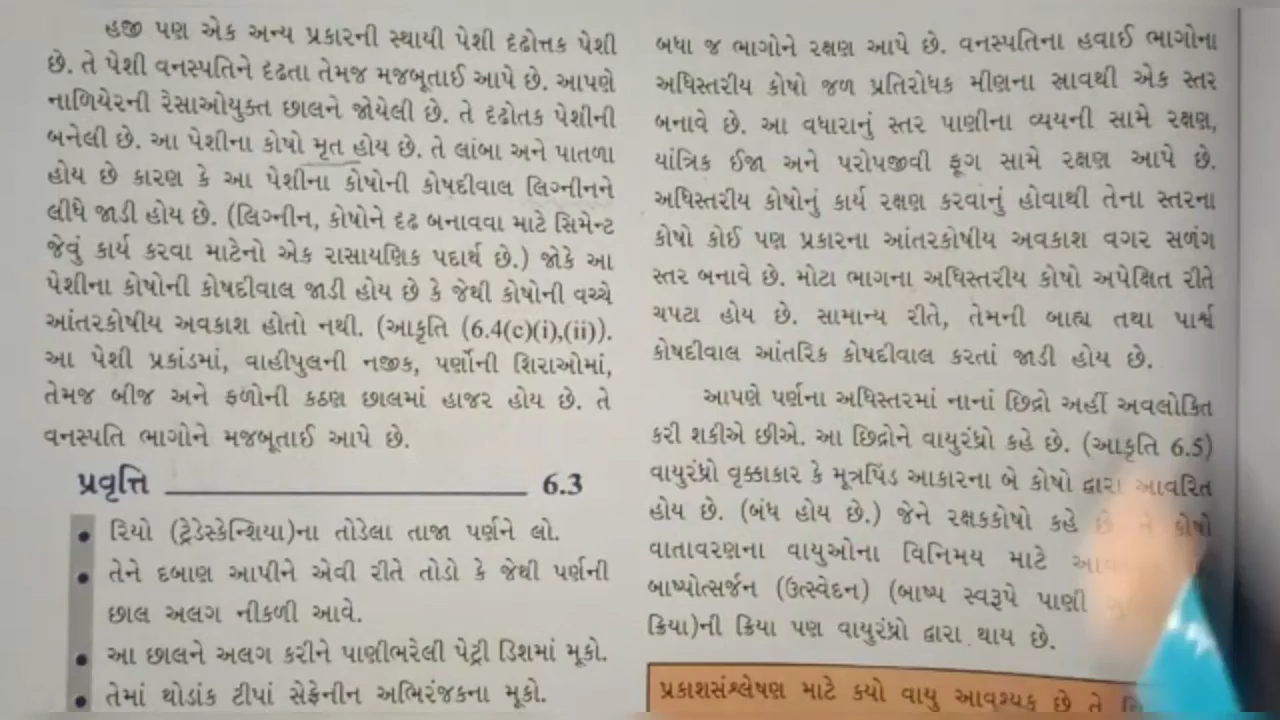 હજી પણ એક અન્ય પ્રકારની સ્થાયી પેશી દૃઢોત્તક પેશી
છે. તે પેશી વનસ્પતિને દૃઢતા તેમજ મજબૂતાઈ આપે છે. આપણે
નાળિયેરની રેસાઓયુક્ત છાલને જોયેલી છે. તે દૃઢોતક પેશીની
બનેલી છે. આ પેશીના કોષો મૃત હોય છે. તે લાંબા અને પાતળા
હોય છે કારણ કે આ પેશીના કોષોની કોષદીવાલ લિગ્નીનને
લીધે જાડી હોય છે. (લિગ્નીન, કોષોને દૃઢ બનાવવા માટે સિમેન્ટ
જેવું કાર્ય કરવા માટેનો એક રાસાયણિક પદાર્થ છે.) જોકે આ
પેશીના કોષોની કોષદીવાલ જાડી હોય છે કે જેથી કોષોની વચ્ચે
આંતરકોષીય અવકાશ હોતો નથી. (આકૃતિ (6.4(c)(i),(ii)).
આ પેશી પ્રકાંડમાં, વાહીપુલની નજીક, પર્ણોની શિરાઓમાં,
તેમજ બીજ અને ફળોની કઠણ છાલમાં હાજર હોય છે. તે
વનસ્પતિ ભાગોને મજબૂતાઈ આપે છે.
પ્રવૃત્તિ 6.3
• રિયો (ટ્રેડેસ્કેન્શિયા)ના તોડેલા તાજા પર્ણને લો.
• તેને દબાણ આપીને એવી રીતે તોડો કે જેથી પર્ણની
છાલ અલગ નીકળી આવે.
• આ છાલને અલગ કરીને પાણીભરેલી પેટ્રી ડિશમાં મૂકો.
• તેમાં થોડાંક ટીપાં સેફ્રેનીન અભિરંજકના મૂકો.
બધા જ ભાગોને રક્ષણ આપે છે. વનસ્પતિના હવાઈ ભાગોના
અધિસ્તરીય કોષો જળ પ્રતિરોધક મીણના સાવથી એક સ્તર
બનાવે છે. આ વધારાનું સ્તર પાણીના વ્યયની સામે રક્ષણ,
યાંત્રિક ઈજા અને પરોપજીવી ફૂગ સામે રક્ષણ આપે છે.
અધિસ્તરીય કોષોનું કાર્ય રક્ષણ કરવાનું હોવાથી તેના સ્તરના
કોષો કોઈ પણ પ્રકારના આંતરકોષીય અવકાશ વગર સળંગ
સ્તર બનાવે છે. મોટા ભાગના અધિસ્તરીય કોષો અપેક્ષિત રીતે
ચપટા હોય છે. સામાન્ય રીતે, તેમની બાહ્ય તથા પાર્શ્વ
કોષદીવાલ આંતરિક કોષદીવાલ કરતાં જાડી હોય છે.
આપણે પર્ણના અધિસ્તરમાં નાનાં છિદ્રો અહીં અવલોકિત
કરી શકીએ છીએ. આ છિદ્રોને વાયુરંધ્રો કહે છે. (આકૃતિ 6.5)
વાયુરંધ્રો વૃક્કાકાર કે મૂત્રપિંડ આકારના બે કોષો દ્વારા આવરિત
હોય છે. (બંધ હોય છે.) જેને રક્ષકકોષો કહે છે તે કોષો
વાતાવરણના વાયુઓના વિનિમય માટે
બાષ્પોત્સર્જન (ઉત્સ્વેદન) (બાષ્પ સ્વરૂપે પાણી
ક્રિયા)ની ક્રિયા પણ વાયુરંધ્રો દ્વારા થાય છે.
પ્રકાશસંશ્લેષણ માટે કયો વાયુ આવશ્યક છે તે